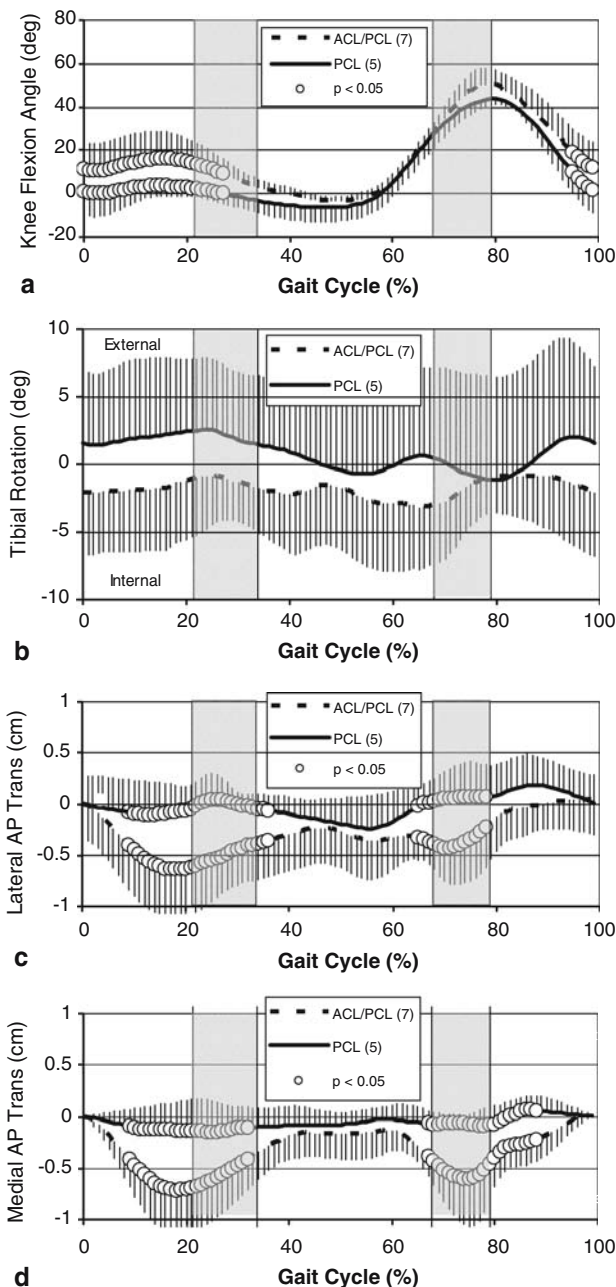 80
60
40
20
0
-20
Knee Flexion Angle (deg)
ACL/PCL (7)
PCL (5)
p < 0.05
0 20 40 60 80 100
Gait Cycle (%)
a
10
5
0
-5
-10
Tibial Rotation (deg)
External
Internal
ACL/PCL (7)
PCL (5)
0 20 40 60 80 100
Gait Cycle (%)
b
1
0.5
0
-0.5
-1
Lateral AP Trans (cm)
ACL/PCL (7)
PCL (5)
p < 0.05
0 20 40 60 80 100
Gait Cycle (%)
c
1
0.5
0
-0.5
-1
Medial AP Trans (cm)
ACL/PCL (7)
PCL (5)
p < 0.05
0 20 40 60 80 100
Gait Cycle (%)
d